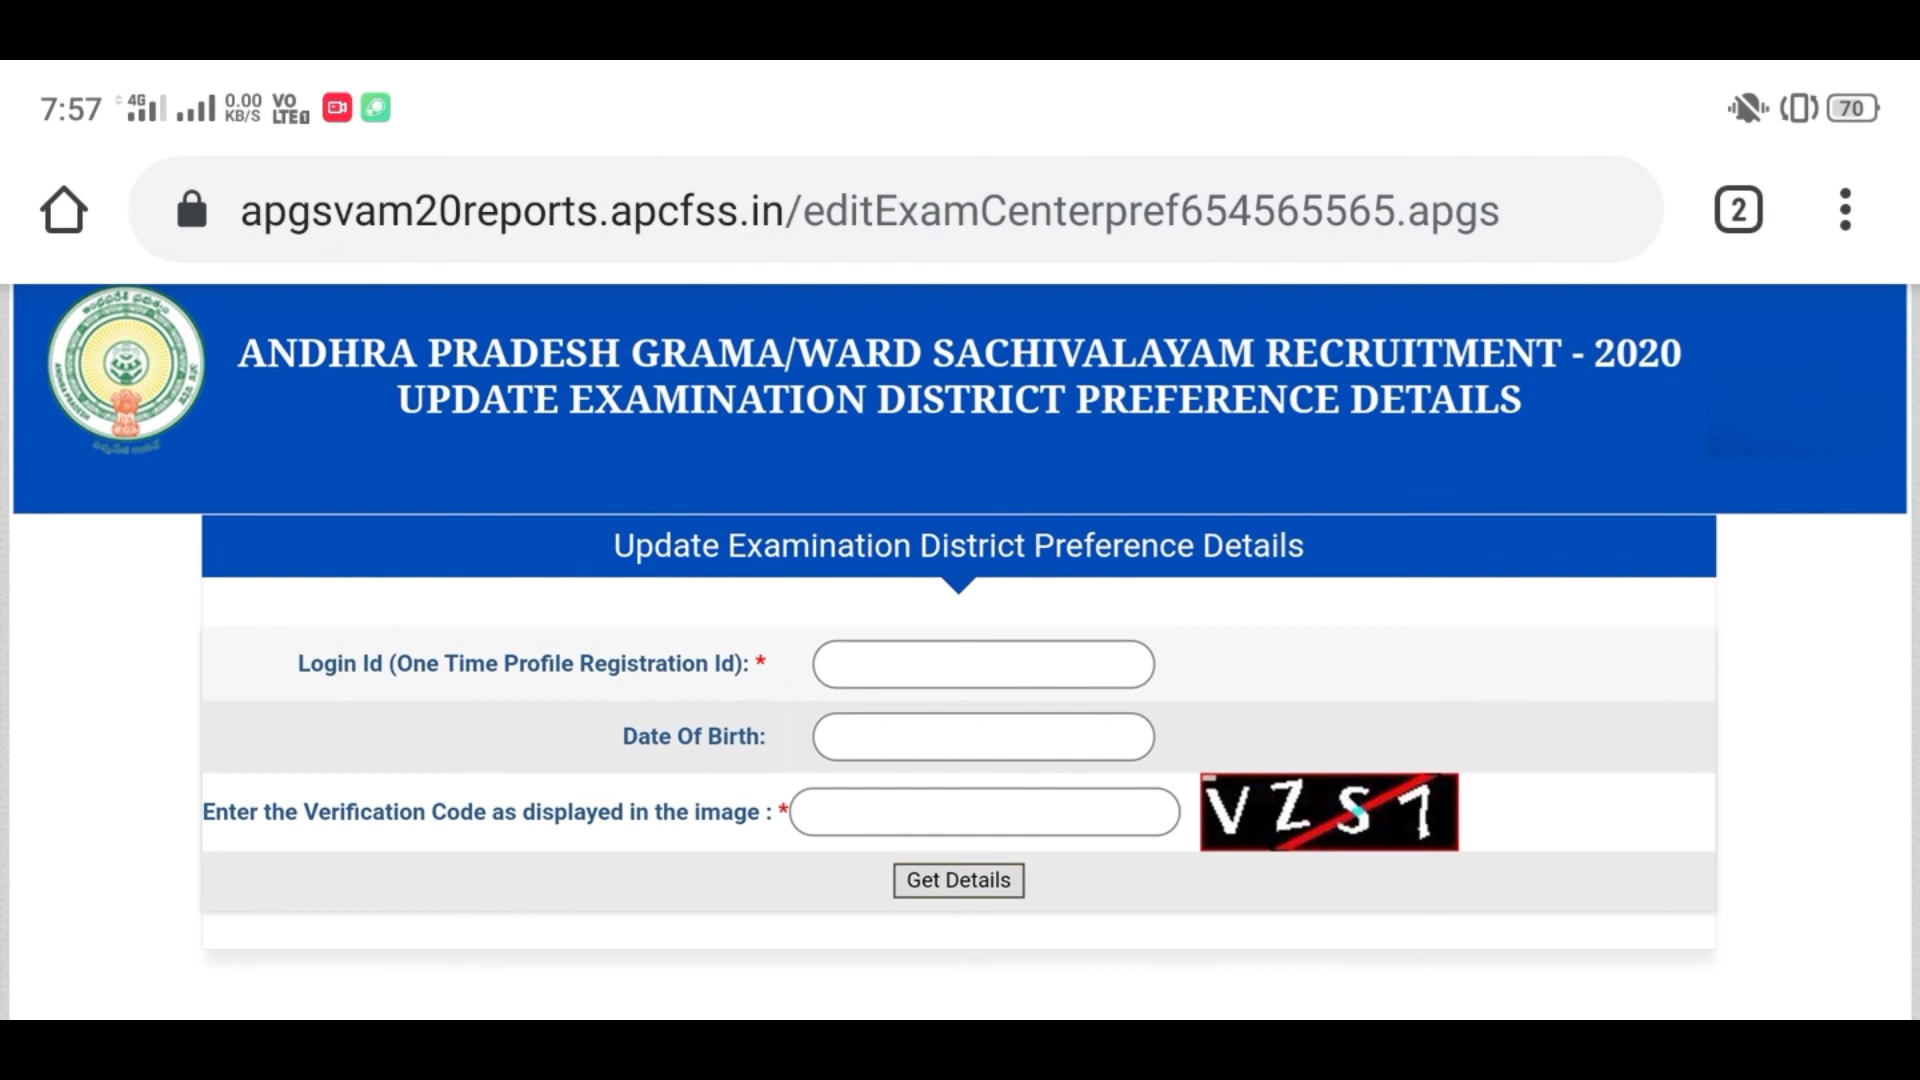 7:57 4G 0.00 KB/S VO LTE 70
apgsvam20reports.apcfss.in/editExamCenterpref654565565.apgs
2
ANDHRA PRADESH GRAMA/WARD SACHIVALAYAM RECRUITMENT - 2020
UPDATE EXAMINATION DISTRICT PREFERENCE DETAILS
Update Examination District Preference Details
Login Id (One Time Profile Registration Id): *
Date Of Birth:
Enter the Verification Code as displayed in the image : * VZS1
Get Details